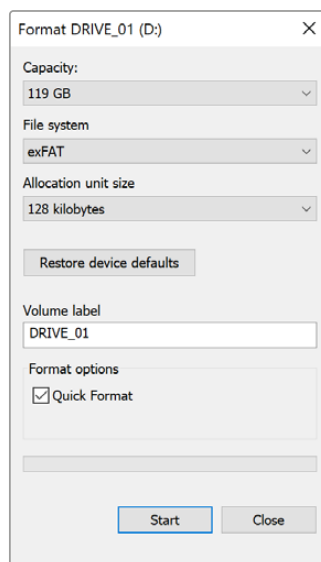 Format DRIVE_01 (D:)
Capacity:
119 GB
File system
exFAT
Allocation unit size
128 kilobytes
Restore device defaults
Volume label
DRIVE_01
Format options
Quick Format
Start Close